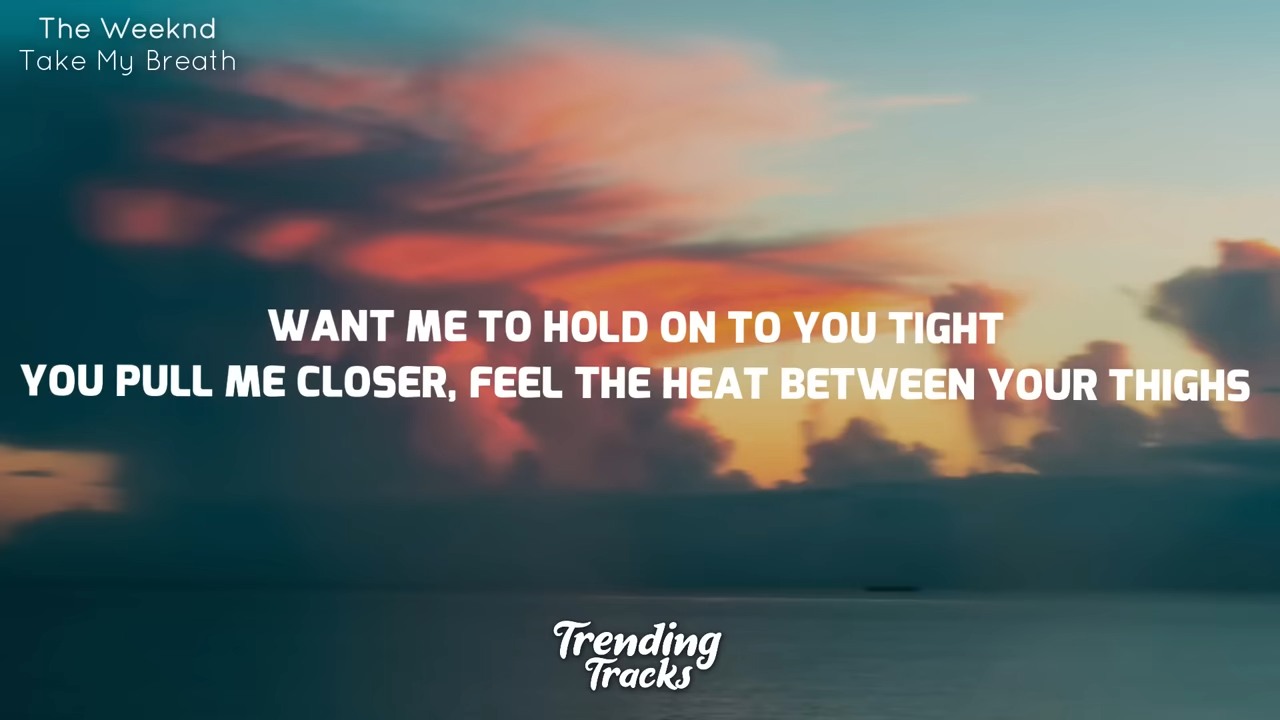 The Weeknd
Take My Breath
WANT ME TO HOLD ON TO YOU TIGHT
YOU PULL ME CLOSER, FEEL THE HEAT BETWEEN YOUR THIGHS
Trending
Tracks